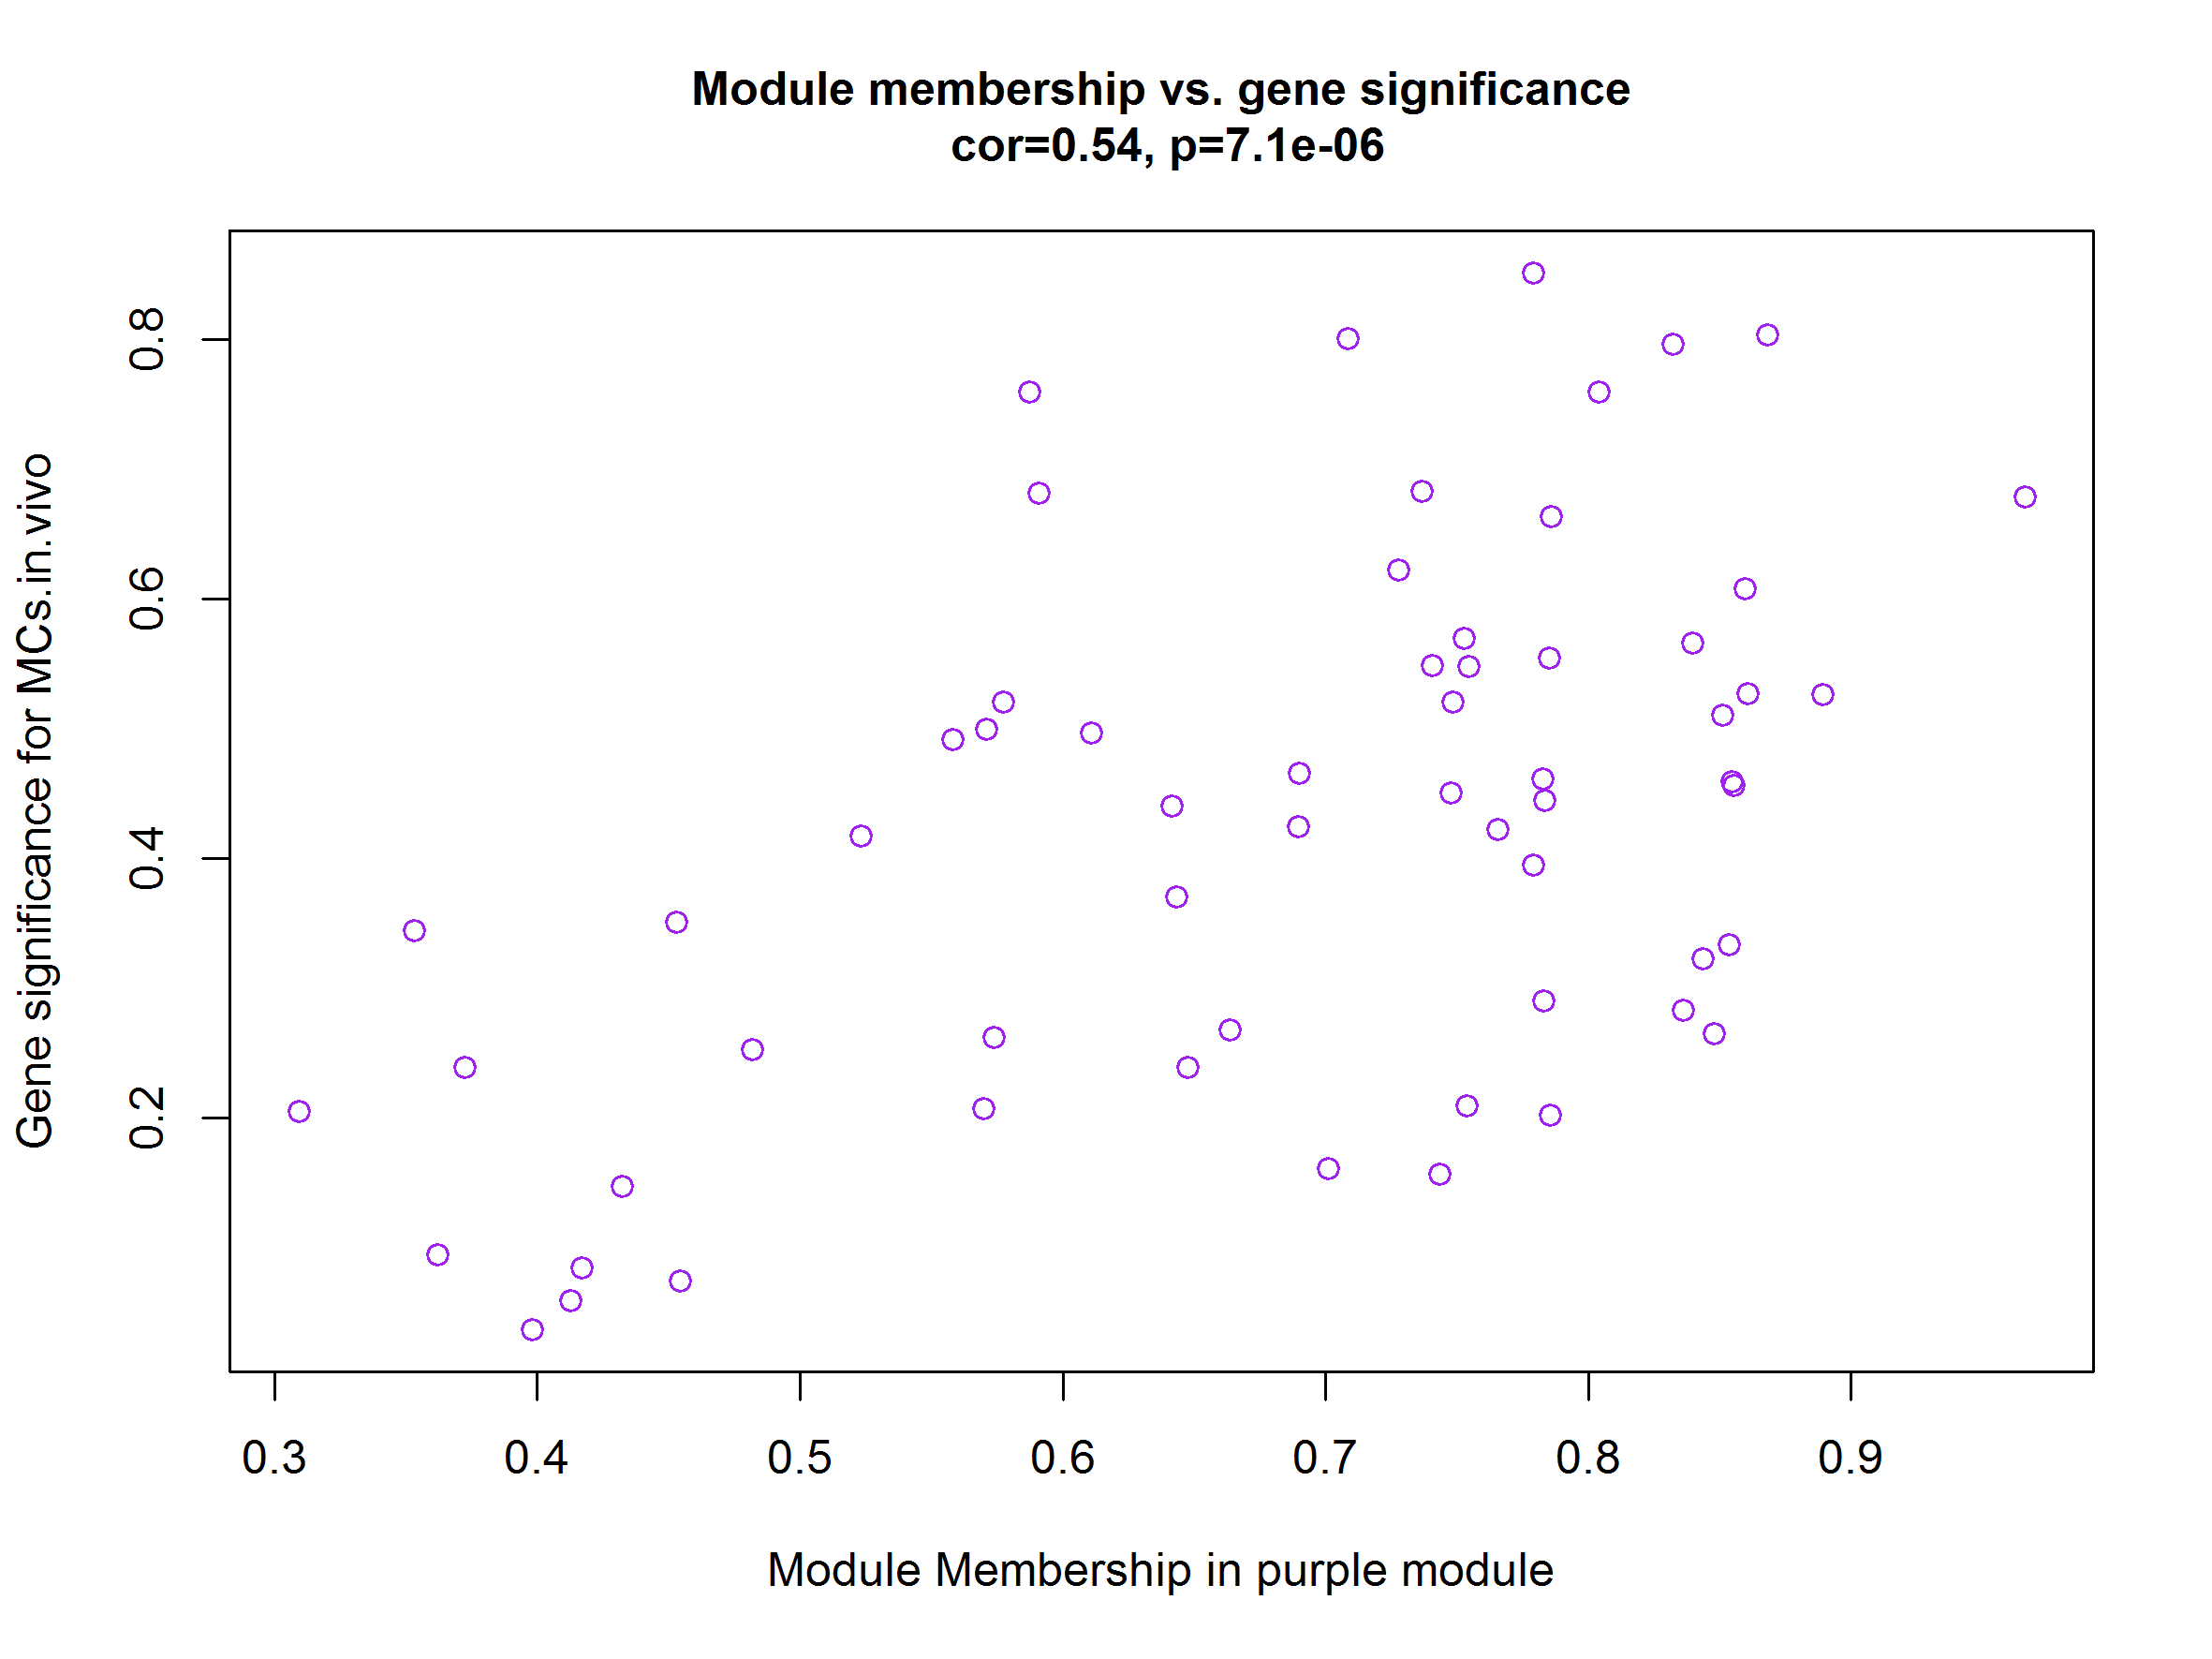 Module membership vs. gene significance
cor=0.54, p=7.1e-06
Gene significance for MCs.in.vivo
0.8
0.6
0.4
0.2
0.3 0.4 0.5 0.6 0.7 0.8 0.9
Module Membership in purple module